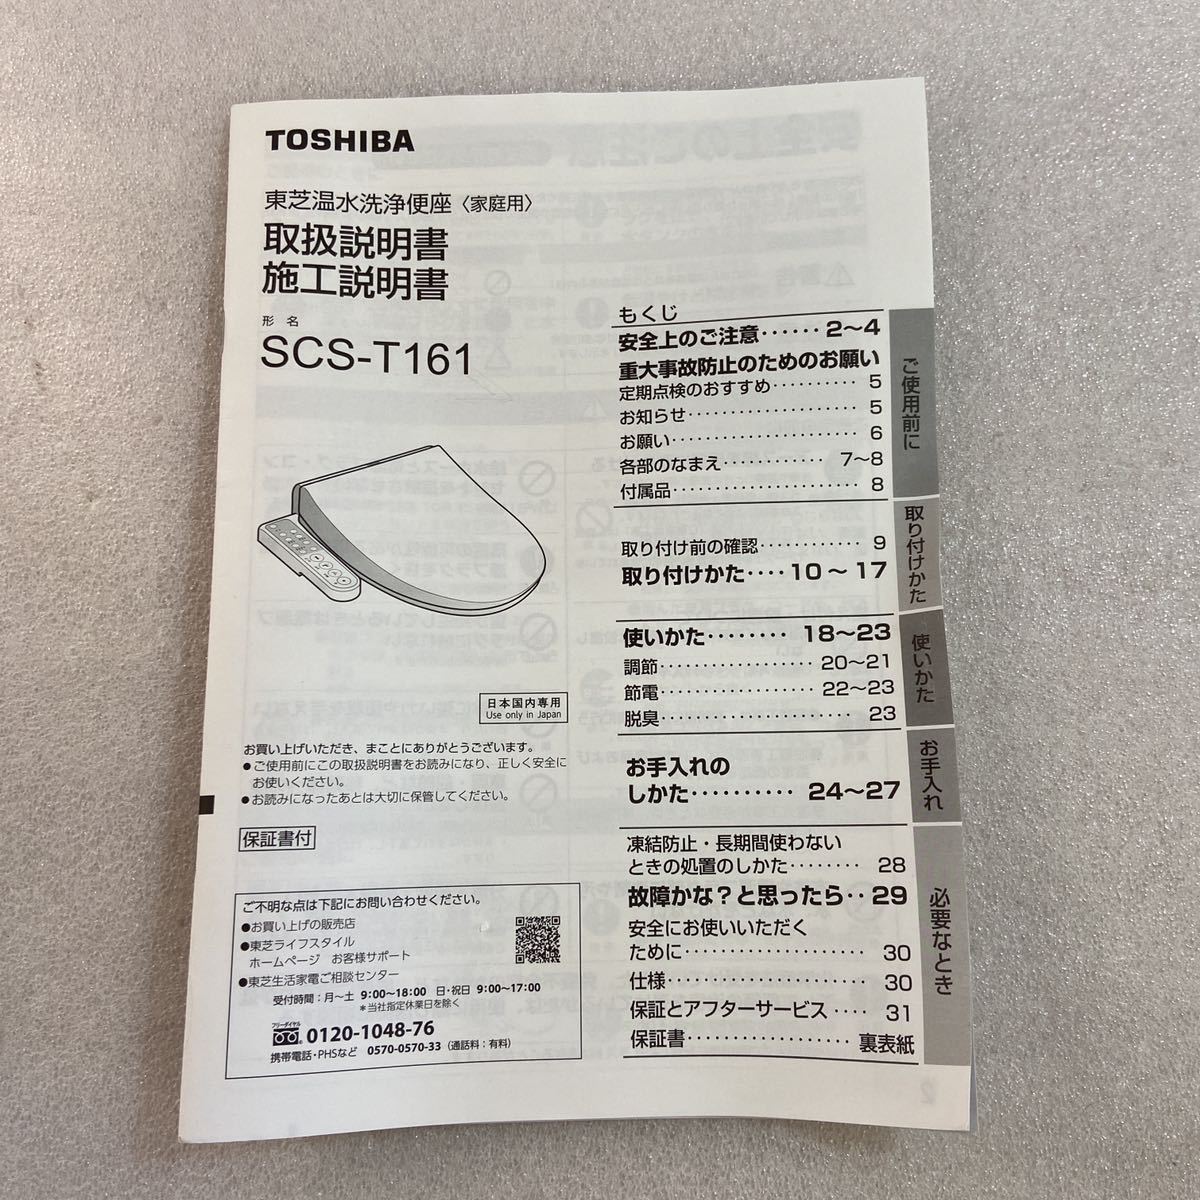 TOSHIBA
東芝温水洗浄便座〈家庭用〉
取扱説明書
施工説明書
形名
SCS-T161
日本国内専用
Use only in Japan
お買い上げいただき、まことにありがとうございます。
●ご使用前にこの取扱説明書をお読みになり、正しく安全に
お使いください。
●お読みになったあとは大切に保管してください。
保証書付
ご不明な点は下記にお問い合わせください。
●お買い上げの販売店
●東芝ライフスタイル
ホームページ お客様サポート
●東芝生活家電ご相談センター
受付時間：月〜土 9:00〜18:00 日・祝日 9:00〜17:00
＊当社指定休業日を除く
フリーダイヤル
0120-1048-76
携帯電話・PHSなど 0570-0570-33（通話料：有料）
もくじ
安全上のご注意‥‥‥ 2〜4
重大事故防止のためのお願い
定期点検のおすすめ‥‥‥‥‥ 5
お知らせ‥‥‥‥‥‥‥‥‥‥ 5
お願い‥‥‥‥‥‥‥‥‥‥‥ 6
各部のなまえ‥‥‥‥‥‥ 7〜8
付属品‥‥‥‥‥‥‥‥‥‥‥ 8
ご使用前に
取り付け前の確認‥‥‥‥‥‥ 9
取り付けかた‥‥ 10 〜 17
取り付けかた
使いかた‥‥‥‥ 18〜23
調節‥‥‥‥‥‥‥‥‥ 20〜21
節電‥‥‥‥‥‥‥‥‥ 22〜23
脱臭‥‥‥‥‥‥‥‥‥‥‥ 23
使いかた
お手入れの
しかた‥‥‥‥‥ 24〜27
お手入れ
凍結防止・長期間使わない
ときの処置のしかた‥‥‥‥ 28
故障かな？と思ったら‥29
安全にお使いいただく
ために‥‥‥‥‥‥‥‥‥‥ 30
仕様‥‥‥‥‥‥‥‥‥‥‥ 30
保証とアフターサービス‥‥ 31
保証書‥‥‥‥‥‥‥‥‥ 裏表紙
必要なとき